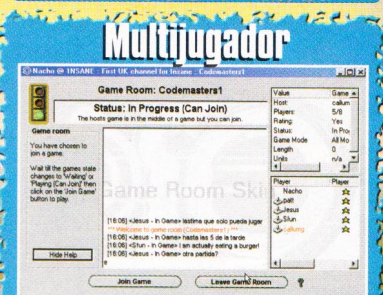 Multijugador
Nacho @ INSANE : First UK channel for Insane : Codemasters1
Game Room: Codemasters1
Status: In Progress (Can Join)
The hosts game is in the middle of a game but you can join.
Game room
You have chosen to
join a game.
Wait till the games state
changes to 'Waiting' or
'Playing (Can Join)' then
click on the 'Join Game'
button to play.
Hide Help
Game Room Ski
[16:06] <Jesus - In Game> lastima que solo pueda jugar
*** Welcome to game room (Codemasters1) ***
[16:06] <Jesus - In Game> hasta las 5 de la tarde
[16:06] <Sfun - In Game> I am actually eating a burger!
[16:06] <Jesus - In Game> otra partida?
Value Game
Host: callum
Players: 5/8
Rating: Yes
Status: In Pro
Game Mode All Mo
Length 0
Units n/a
Player Player
Nacho
patt
Jesus
Sfun
callum
Join Game
Leave Game Room